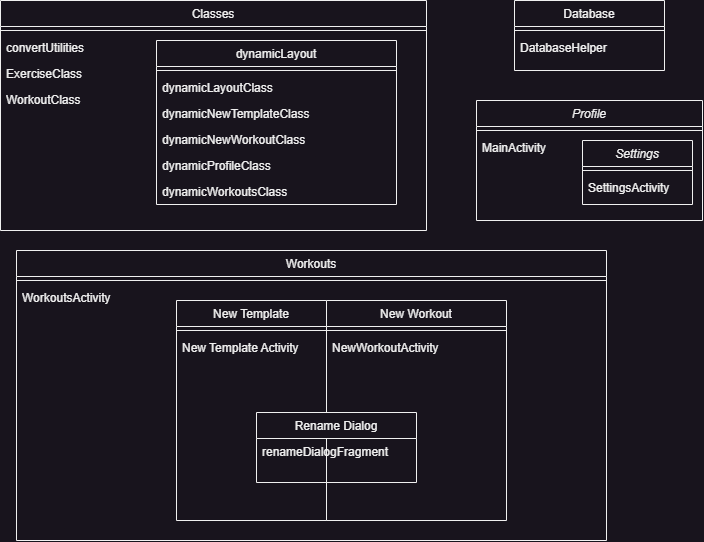 Classes
convertUtilities
ExerciseClass
WorkoutClass
dynamicLayout
dynamicLayoutClass
dynamicNewTemplateClass
dynamicNewWorkoutClass
dynamicProfileClass
dynamicWorkoutsClass
Database
DatabaseHelper
Profile
MainActivity
Settings
SettingsActivity
Workouts
WorkoutsActivity
New Template
New Template Activity
New Workout
NewWorkoutActivity
Rename Dialog
renameDialogFragment